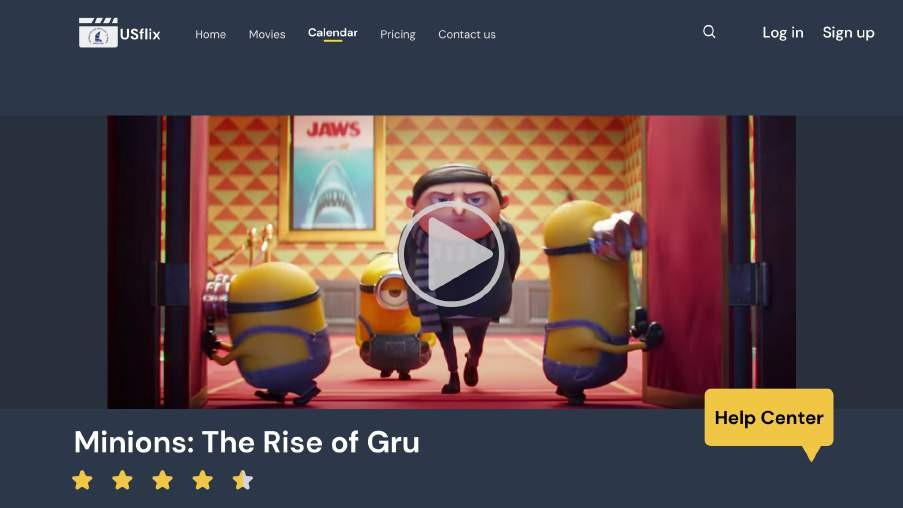 USflix
Home Movies Calendar Pricing Contact us
Log in Sign up
JAWS
Help Center
Minions: The Rise of Gru